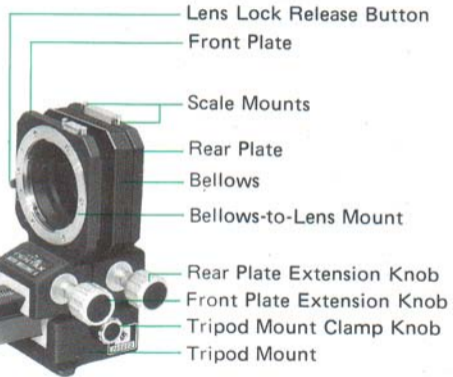 Lens Lock Release Button
Front Plate
Scale Mounts
Rear Plate
Bellows
Bellows-to-Lens Mount
Rear Plate Extension Knob
Front Plate Extension Knob
Tripod Mount Clamp Knob
Tripod Mount